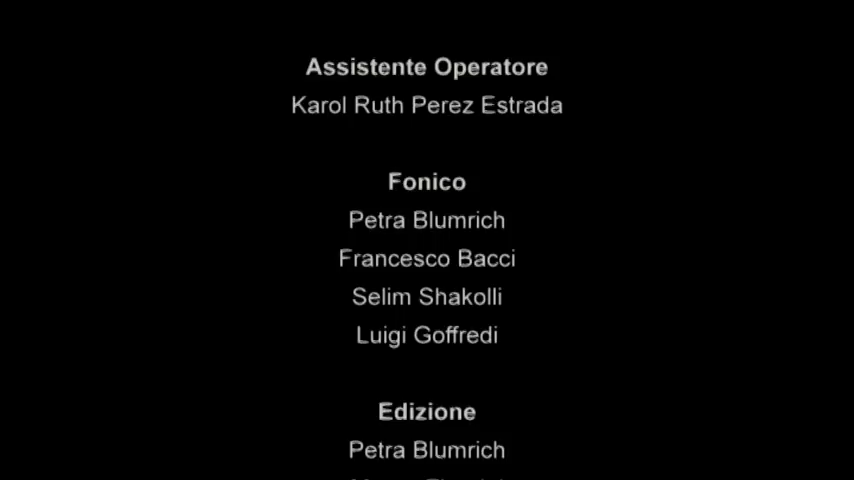 Assistente Operatore
Karol Ruth Perez Estrada
Fonico
Petra Blumrich
Francesco Bacci
Selim Shakolli
Luigi Goffredi
Edizione
Petra Blumrich